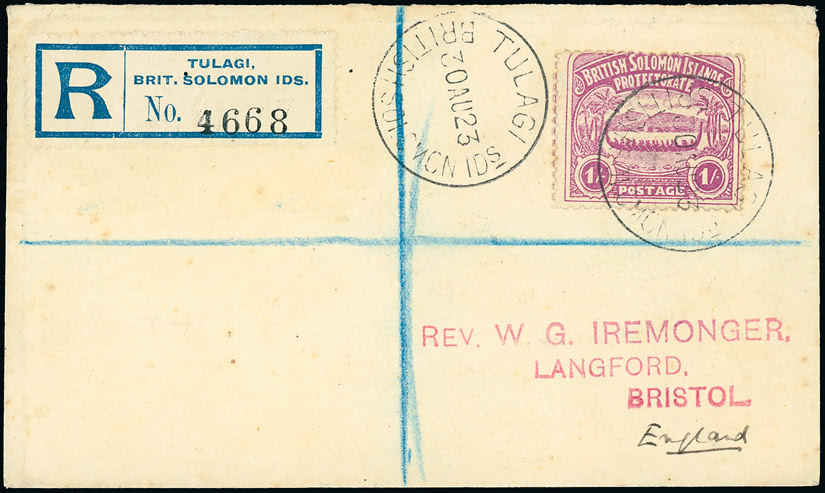 R
TULAGI,
BRIT. SOLOMON IDS.
No. 4668
TULAGI
30 AU 23
BRITISH SOLOMON IDS
BRITISH SOLOMON ISLANDS
PROTECTORATE
1/- POSTAGE 1/-
REV. W. G. IREMONGER,
LANGFORD,
BRISTOL.
England